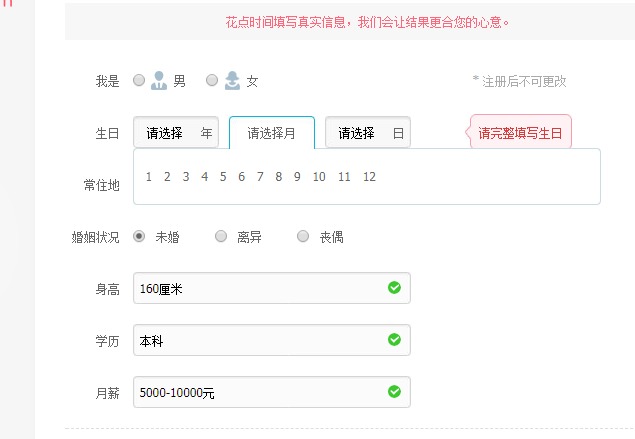 花点时间填写真实信息，我们会让结果更合您的心意。
我是 男 女 * 注册后不可更改
生日 请选择 年 请选择月 请选择 日 请完整填写生日
1 2 3 4 5 6 7 8 9 10 11 12
常住地
婚姻状况 未婚 离异 丧偶
身高 160厘米
学历 本科
月薪 5000-10000元